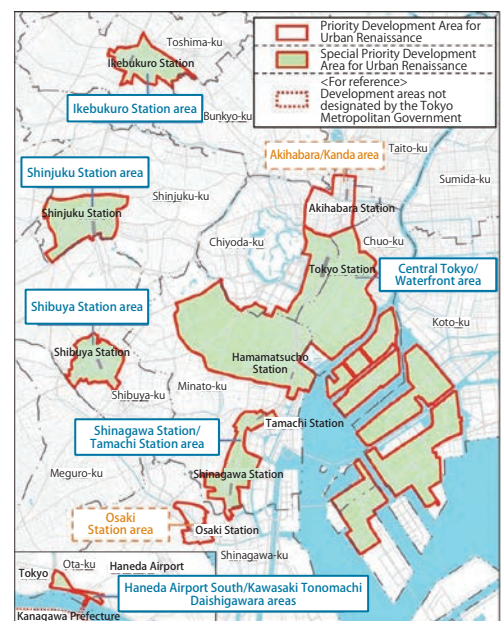 Priority Development Area for
Urban Renaissance
Special Priority Development
Area for Urban Renaissance
<For reference>
Development areas not
designated by the Tokyo
Metropolitan Government
Toshima-ku
Ikebukuro Station
Ikebukuro Station area
Bunkyo-ku
Akihabara/Kanda area
Taito-ku
Shinjuku Station area
Sumida-ku
Shinjuku-ku
Shinjuku Station
Akihabara Station
Chiyoda-ku
Chuo-ku
Tokyo Station
Central Tokyo/
Waterfront area
Shibuya Station area
Koto-ku
Shibuya Station
Hamamatsucho
Station
Minato-ku
Shibuya-ku
Tamachi Station
Shinagawa Station/
Tamachi Station area
Meguro-ku
Shinagawa Station
Osaki
Station area
Osaki Station
Shinagawa-ku
Ota-ku
Haneda Airport
Tokyo
Haneda Airport South/Kawasaki Tonomachi
Daishigawara areas
Kanagawa Prefecture